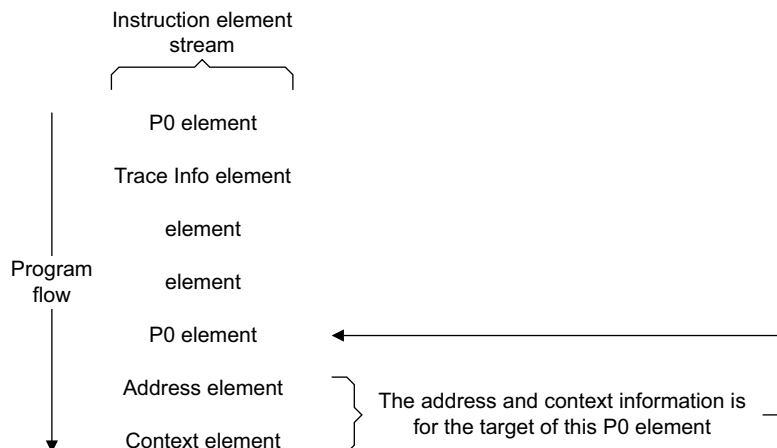 Instruction element
stream
P0 element
Trace Info element
element
element
Program
flow
P0 element
Address element
Context element
The address and context information is
for the target of this P0 element